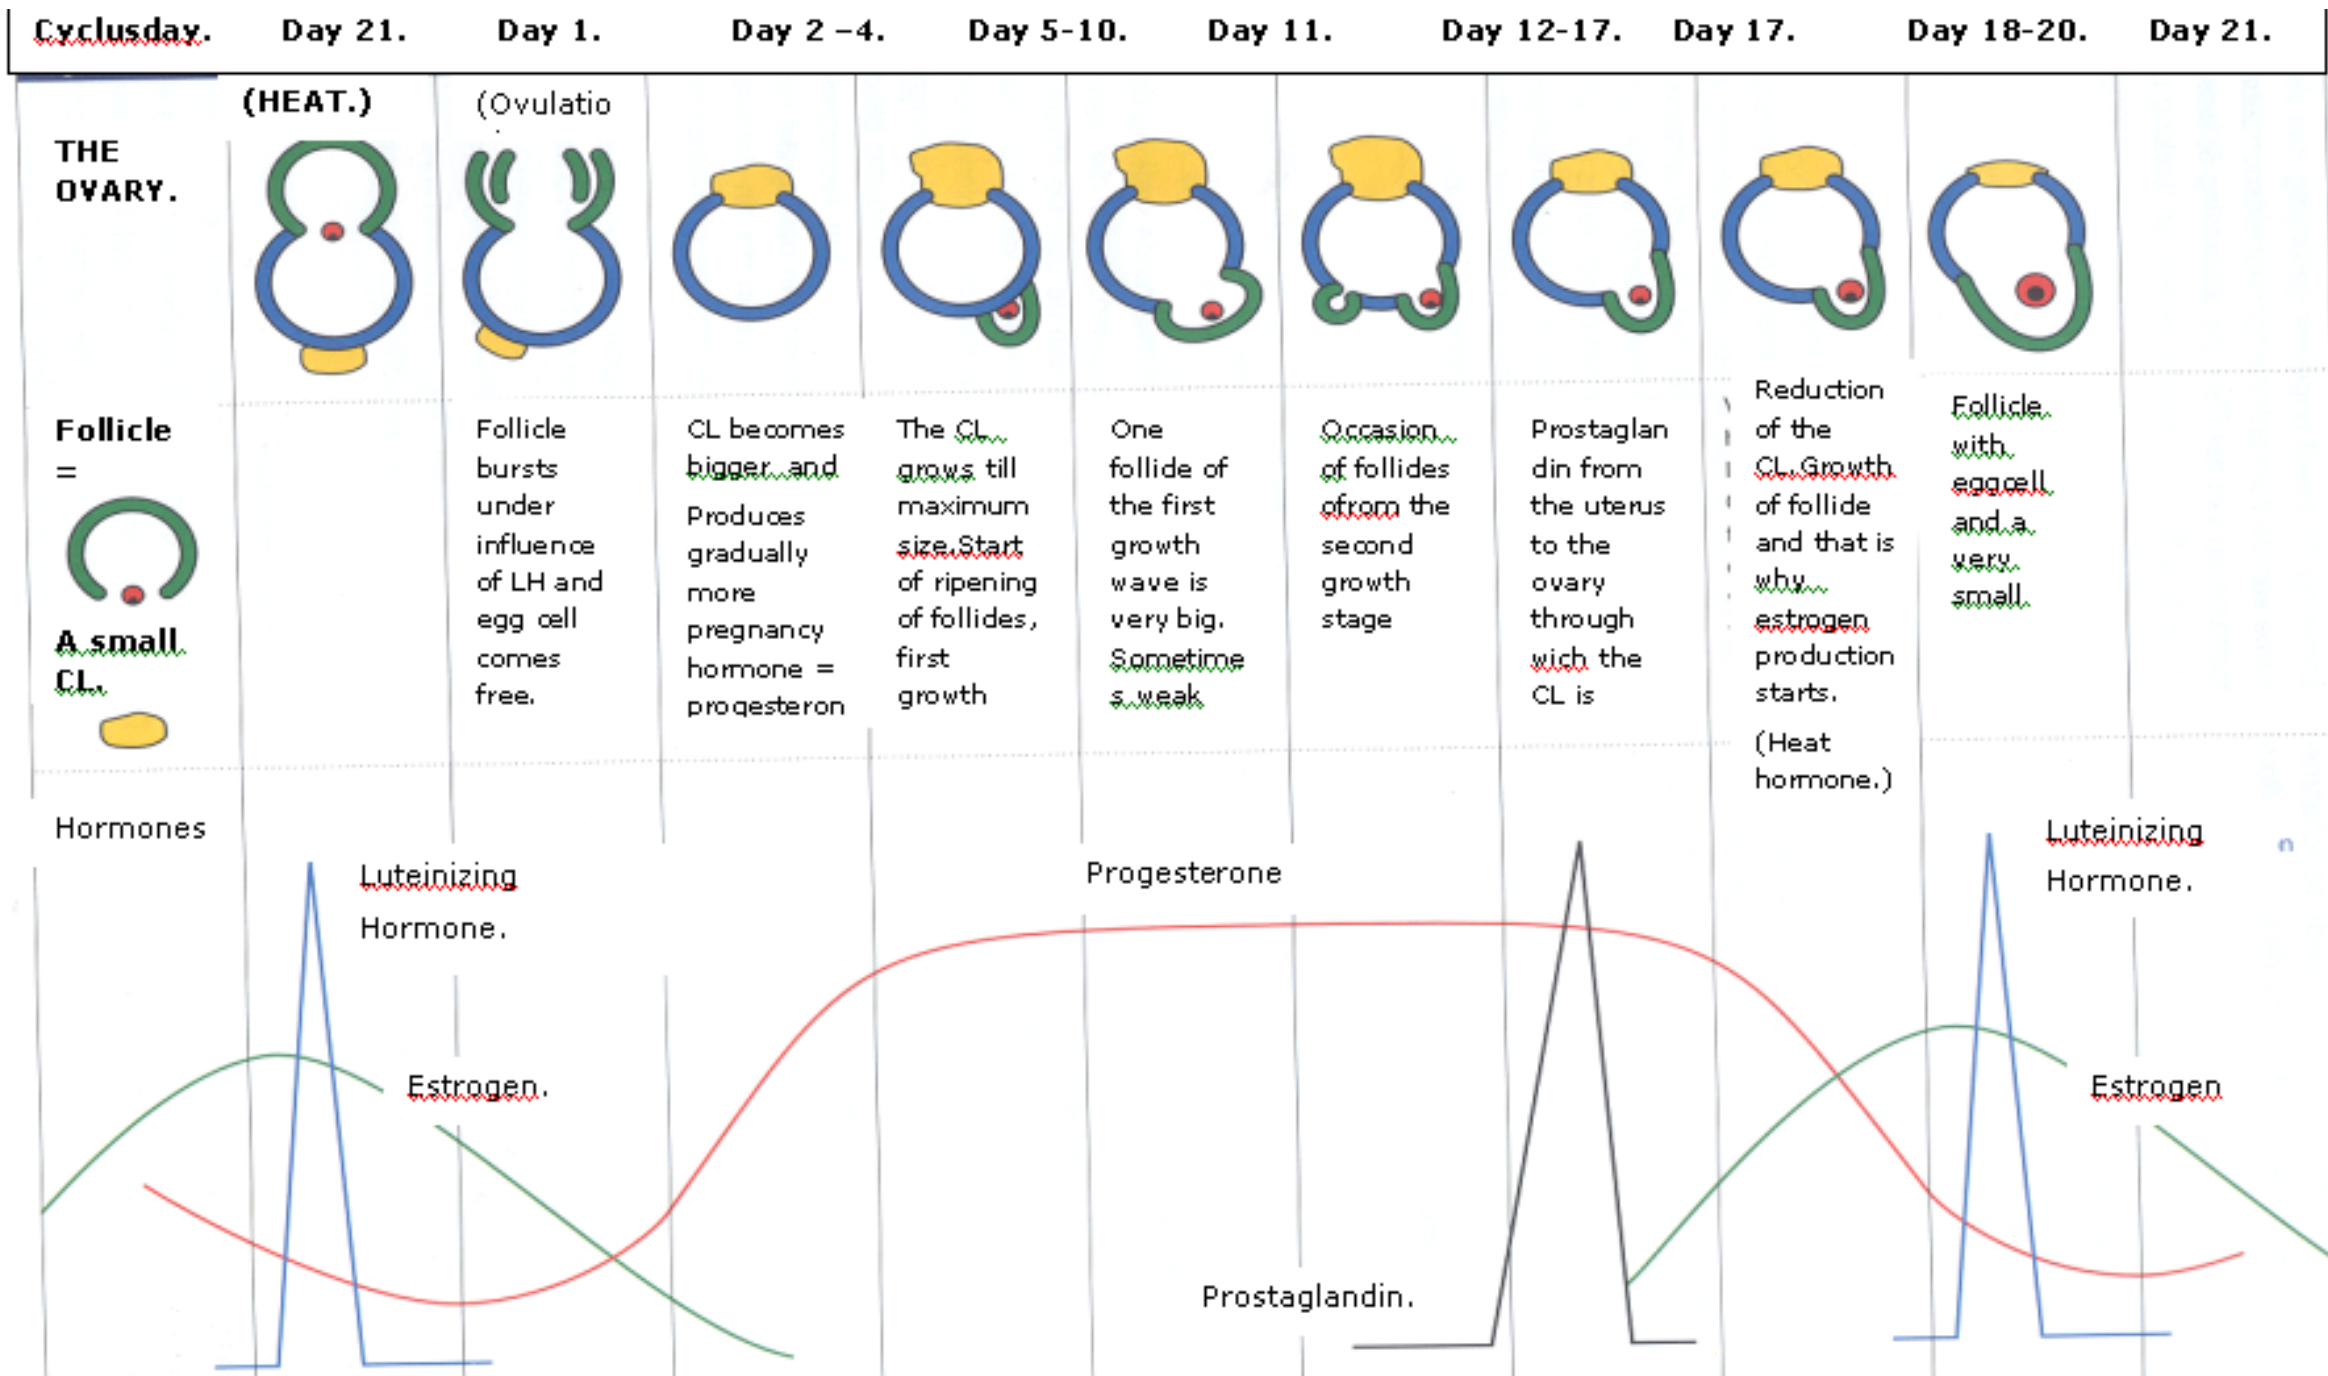 Cyclusday. Day 21. Day 1. Day 2 –4. Day 5-10. Day 11. Day 12-17. Day 17. Day 18-20. Day 21.
(HEAT.)
(Ovulatio
THE
OVARY.
Follicle
=
A small
CL.
Follicle
bursts
under
influence
of LH and
egg cell
comes
free.
CL becomes
bigger and
Produces
gradually
more
pregnancy
hormone =
progesteron
The CL
grows till
maximum
size.Start
of ripening
of follides,
first
growth
One
follide of
the first
growth
wave is
very big.
Sometime
s weak
Occasion
of follides
ofrom the
second
growth
stage
Prostaglan
din from
the uterus
to the
ovary
through
wich the
CL is
Reduction
of the
CL.Growth
of follide
and that is
why
estrogen
production
starts.
(Heat
hormone.)
Follicle
with
eggcell
and a
very
small
Hormones
Luteinizing
Hormone.
Progesterone
Luteinizing
Hormone.
n
Estrogen.
Estrogen
Prostaglandin.